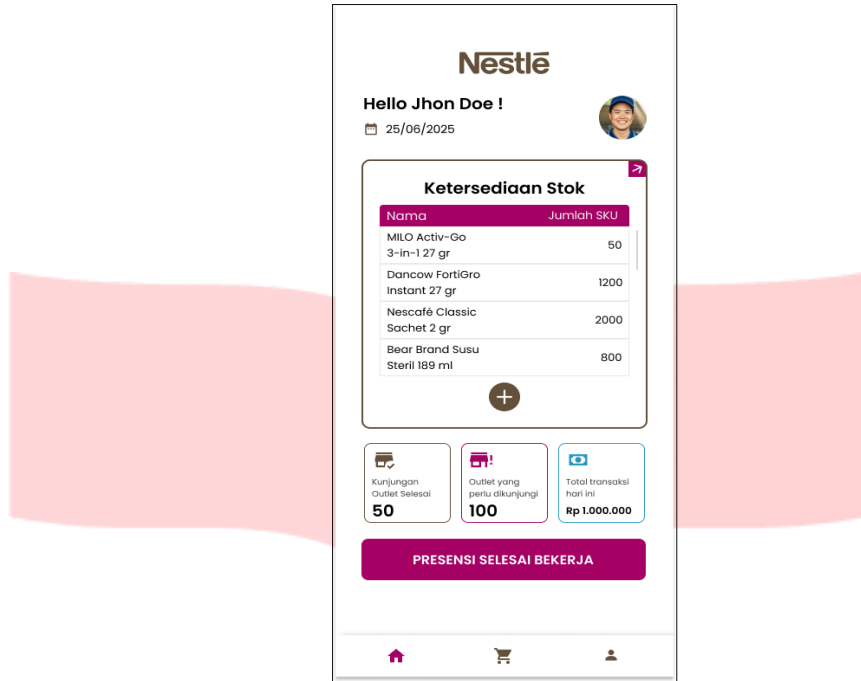 Nestlé
Hello Jhon Doe !
25/06/2025
Ketersediaan Stok
Nama Jumlah SKU
MILO Activ-Go
3-in-1 27 gr
50
Dancow FortiGro
Instant 27 gr
1200
Nescafé Classic
Sachet 2 gr
2000
Bear Brand Susu
Steril 189 ml
800
Kunjungan
Outlet Selesai
50
Outlet yang
perlu dikunjungi
100
Total transaksi
hari ini
Rp 1.000.000
PRESENSI SELESAI BEKERJA